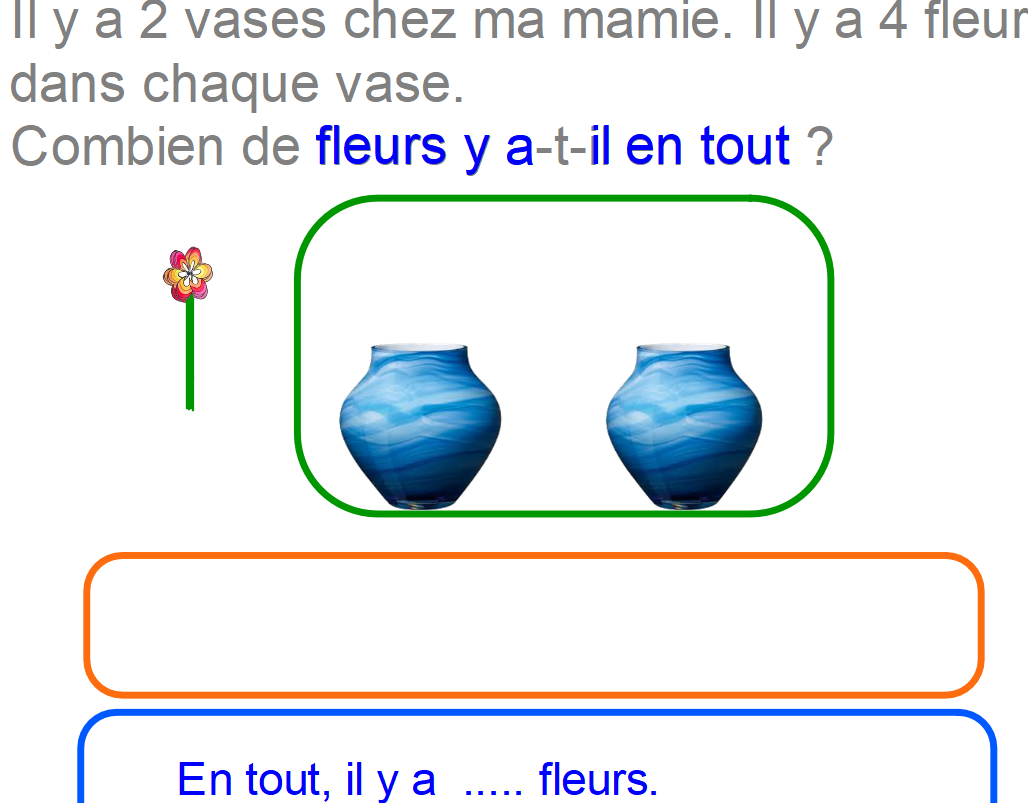 Il y a 2 vases chez ma mamie. Il y a 4 fleur
dans chaque vase.
Combien de fleurs y a-t-il en tout ?
En tout, il y a ..... fleurs.